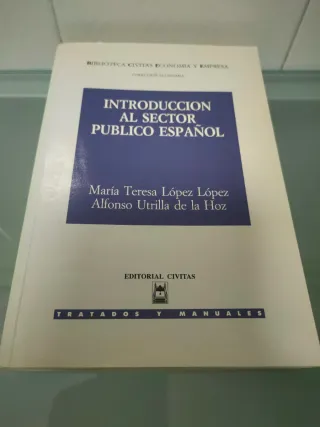 BIBLIOTECA CIVITAS ECONOMÍA Y EMPRESA
INTRODUCCION
AL SECTOR
PUBLICO ESPAÑOL
María Teresa López López
Alfonso Utrilla de la Hoz
EDITORIAL CIVITAS
TRATADOS Y MANUALES